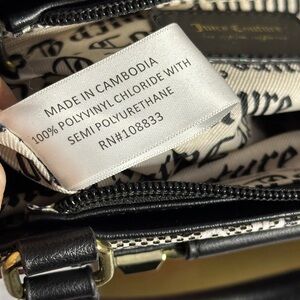 Juicy Couture
MADE IN CAMBODIA
100% POLYVINYL CHLORIDE WITH
SEMI POLYURETHANE
RN#108833